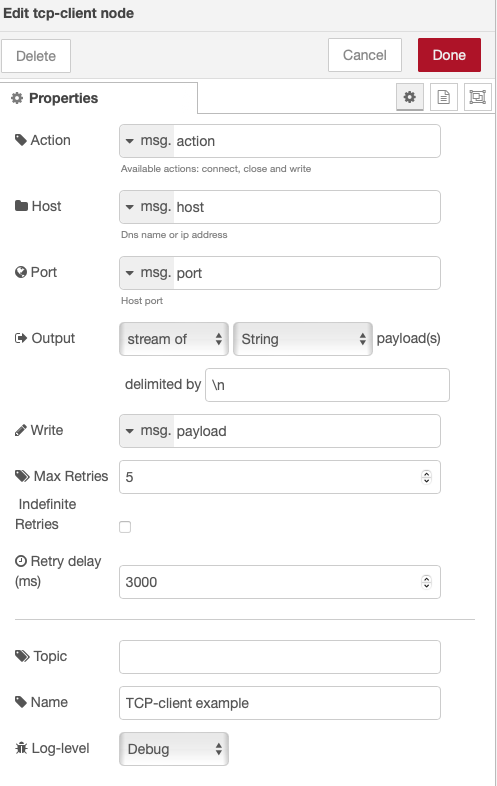 Edit tcp-client node
Delete Cancel Done
Properties
Action msg. action
Available actions: connect, close and write
Host msg. host
Dns name or ip address
Port msg. port
Host port
Output stream of String payload(s)
delimited by \n
Write msg. payload
Max Retries 5
Indefinite
Retries
Retry delay
(ms) 3000
Topic
Name TCP-client example
Log-level Debug